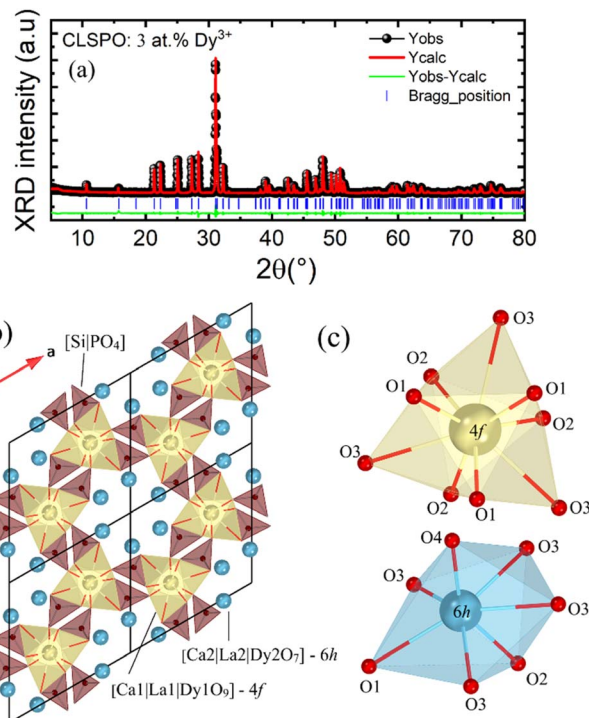 CLSPO: 3 at.% Dy³⁺
(a)
Yobs
Ycalc
Yobs-Ycalc
Bragg_position
XRD intensity (a.u)
10 20 30 40 50 60 70 80
2θ(°)
)
a
[Si|PO₄]
[Ca2|La2|Dy2O₇] - 6h
[Ca1|La1|Dy1O₉] - 4f
(c)
O3
O2
O1
O1
O2
4f
O3
O2
O1
O3
O4
O3
O3
6h
O3
O1
O2
O3